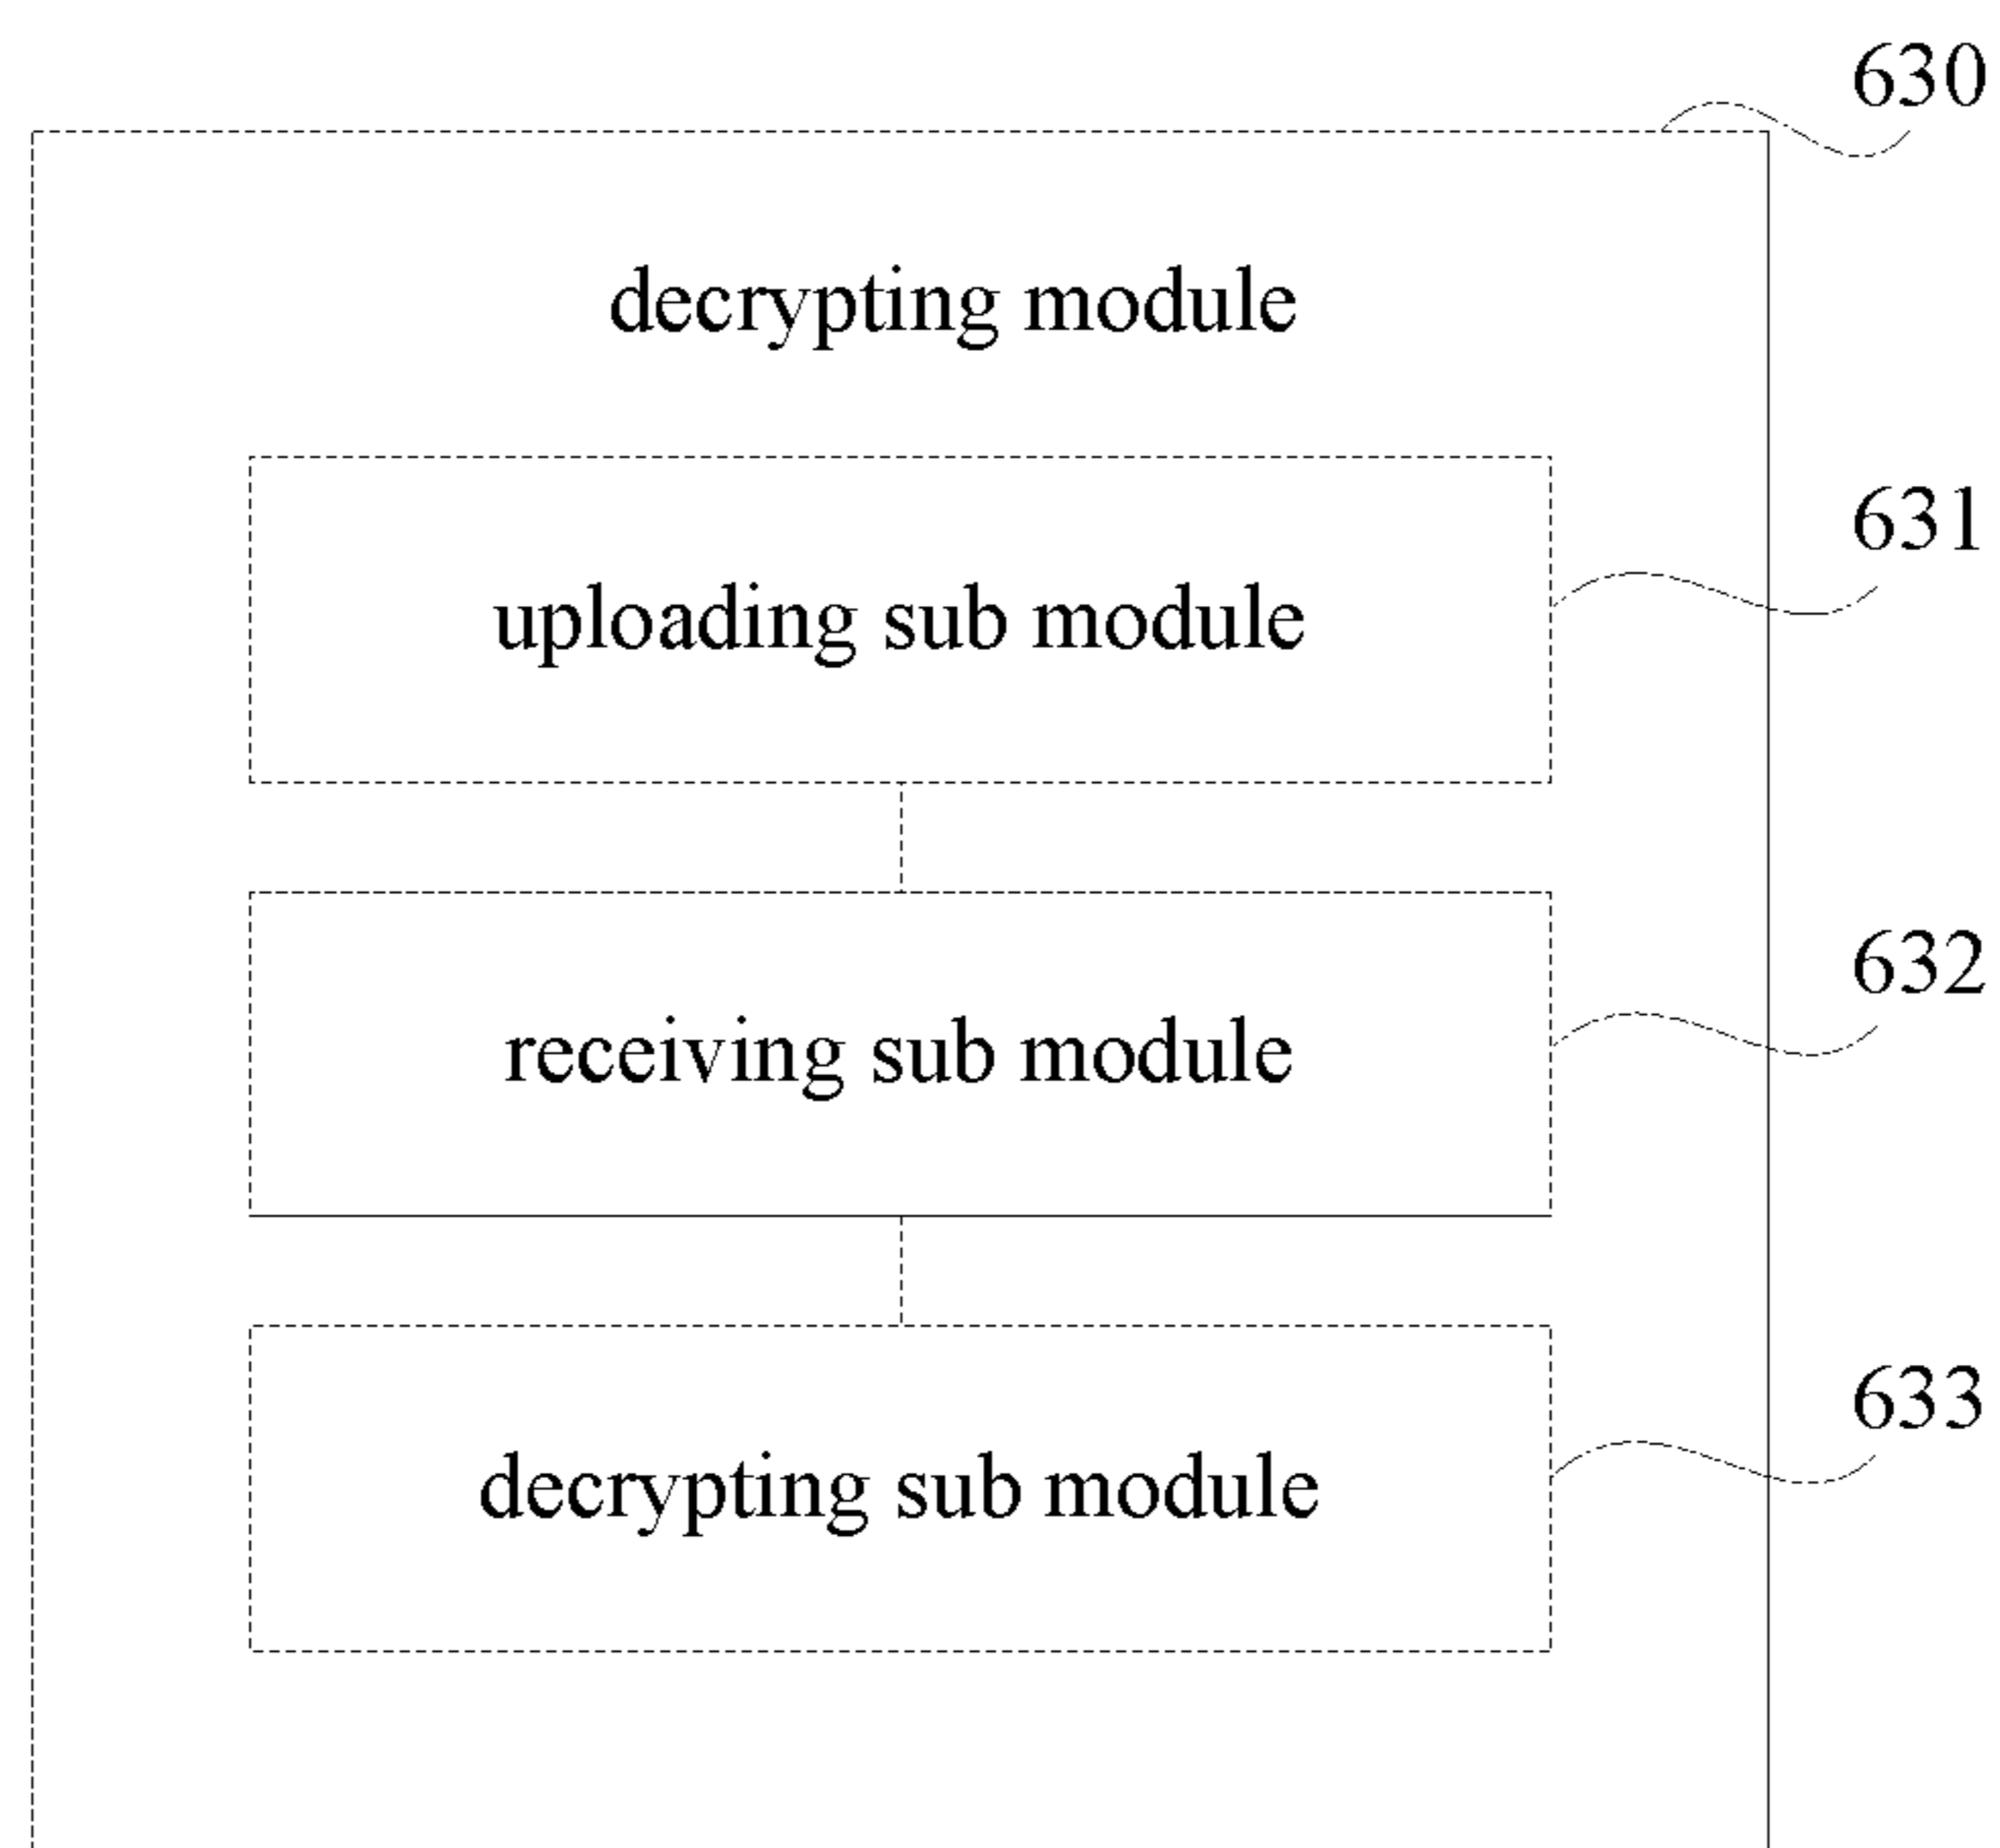 630
decrypting module
631
uploading sub module
632
receiving sub module
633
decrypting sub module